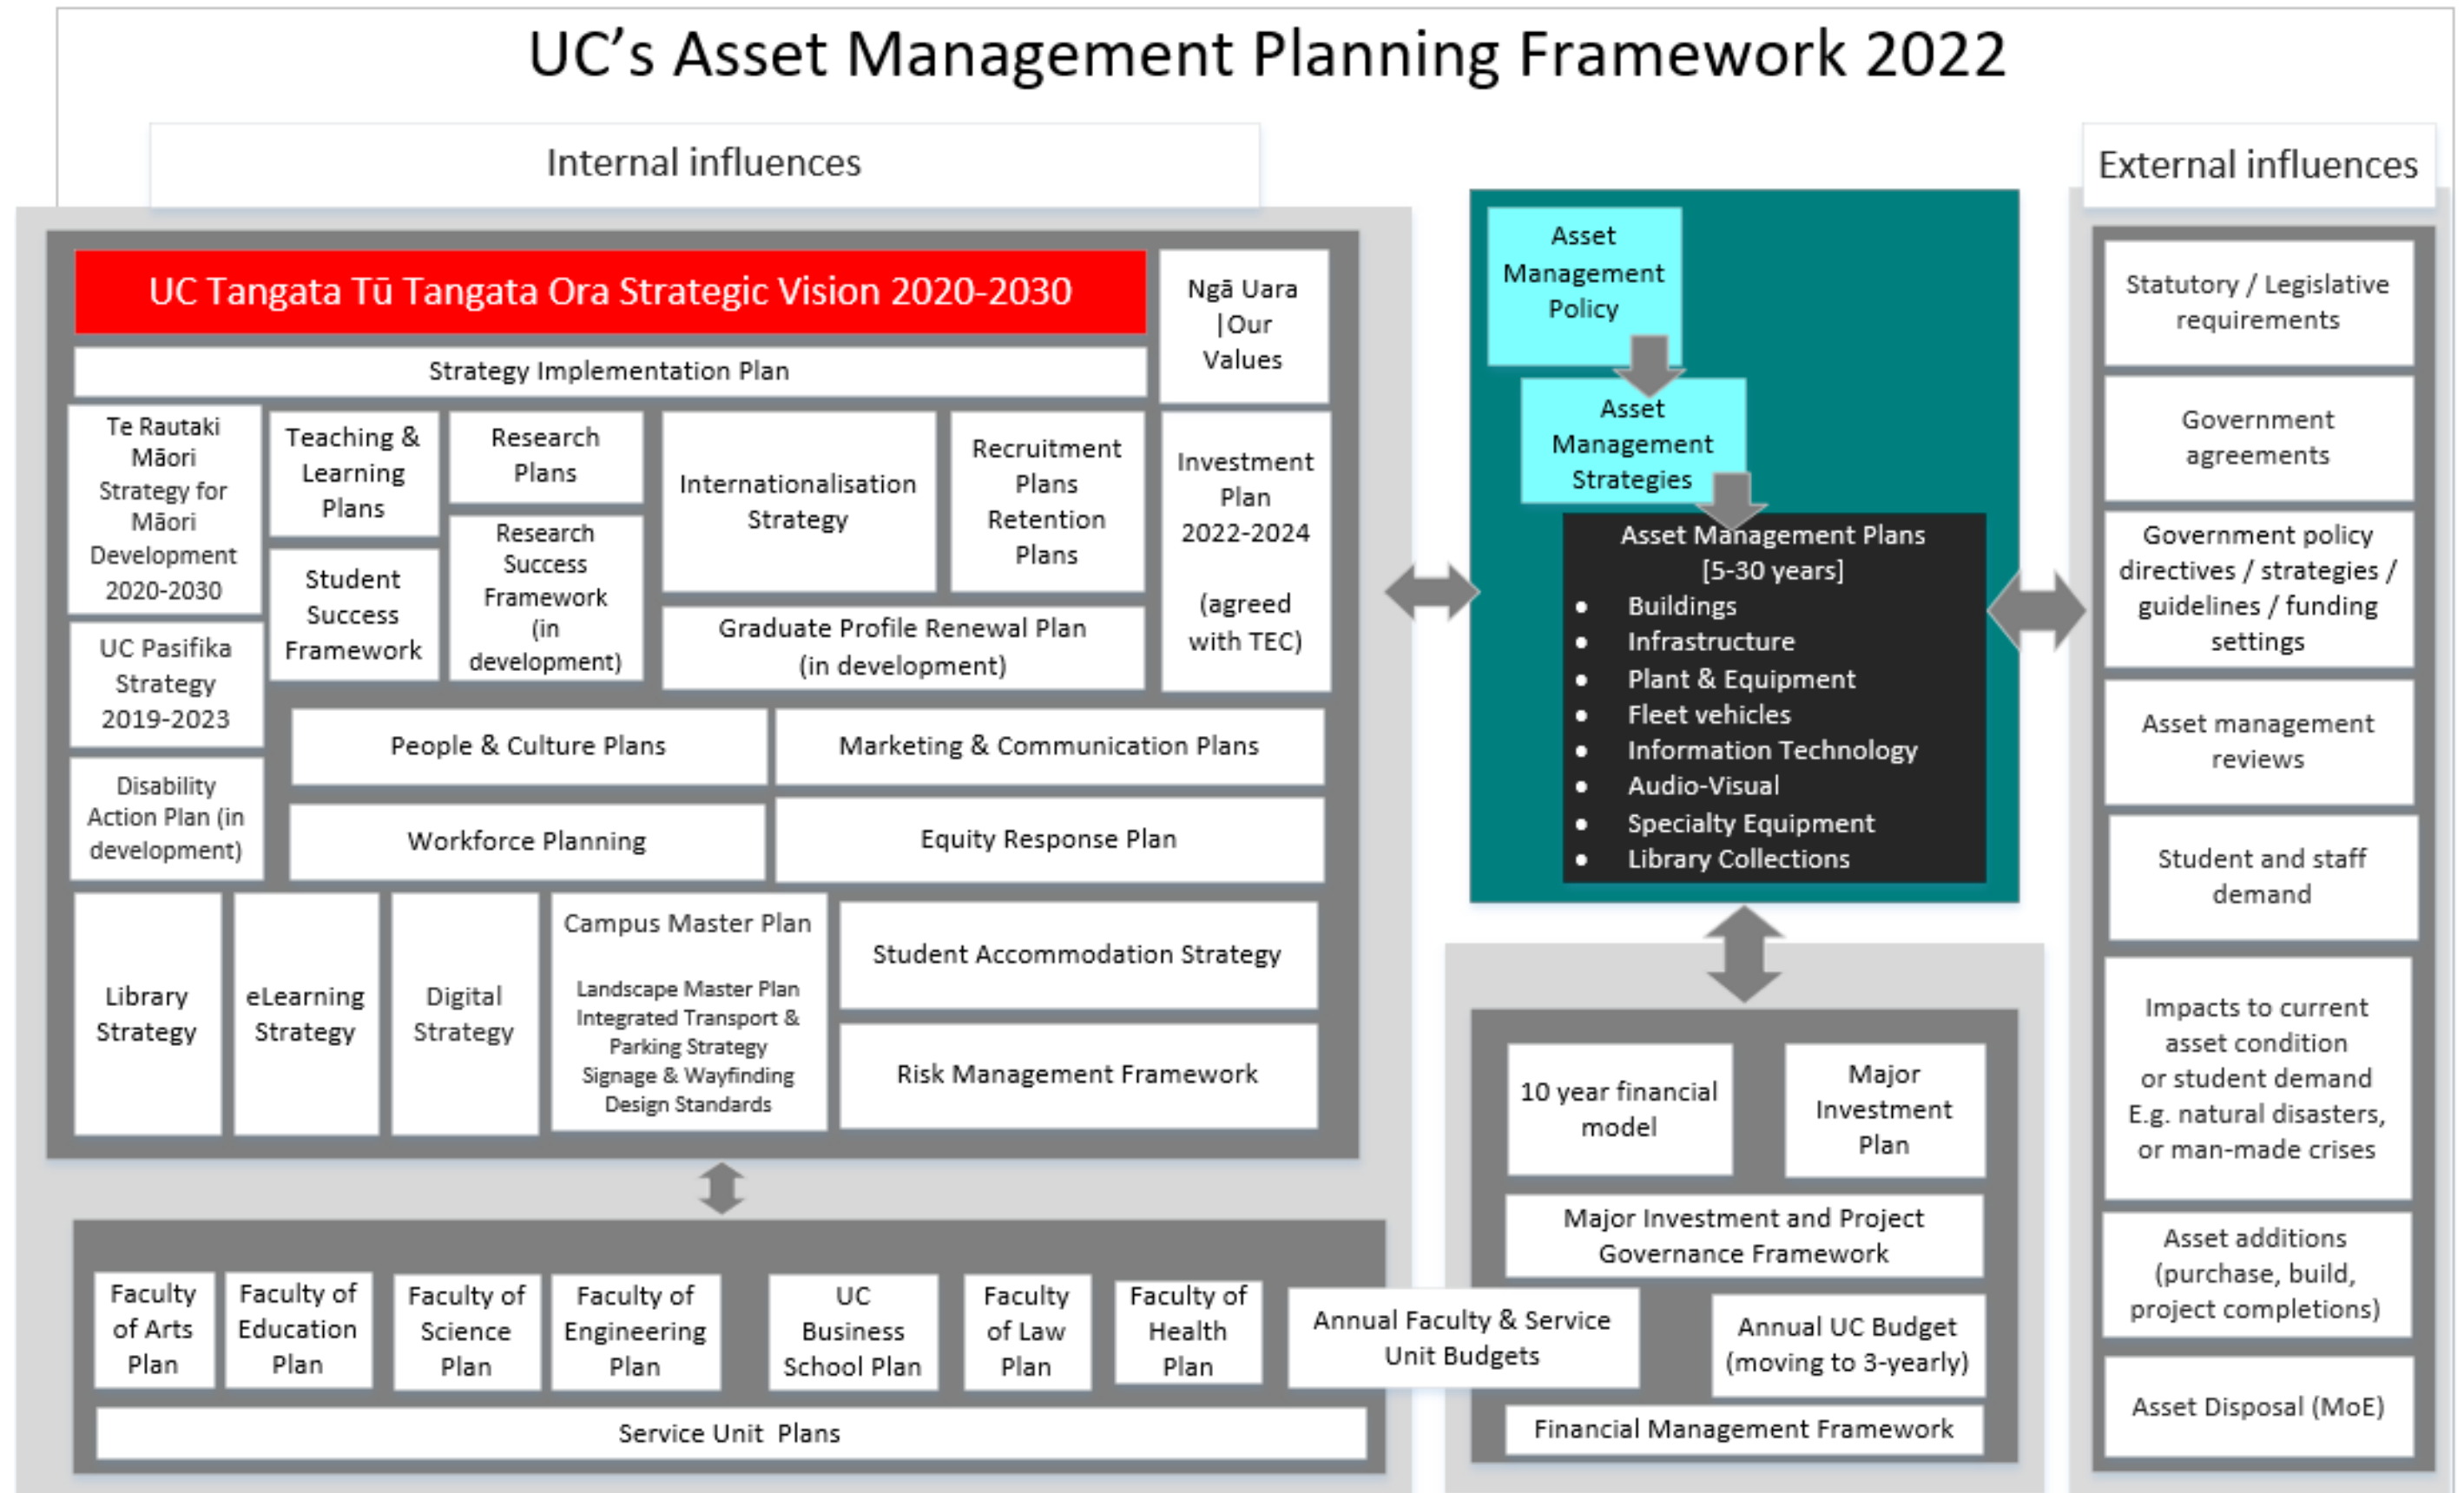 UC’s Asset Management Planning Framework 2022
Internal influences
External influences
UC Tangata Tū Tangata Ora Strategic Vision 2020-2030
Ngā Uara
|Our
Values
Strategy Implementation Plan
Te Rautaki
Māori
Strategy for
Māori
Development
2020-2030
Teaching &
Learning
Plans
Research
Plans
Internationalisation
Strategy
Recruitment
Plans
Retention
Plans
Investment
Plan
2022-2024
(agreed
with TEC)
Student
Success
Framework
Research
Success
Framework
(in
development)
Graduate Profile Renewal Plan
(in development)
UC Pasifika
Strategy
2019-2023
People & Culture Plans
Marketing & Communication Plans
Disability
Action Plan (in
development)
Workforce Planning
Equity Response Plan
Library
Strategy
eLearning
Strategy
Digital
Strategy
Campus Master Plan
Landscape Master Plan
Integrated Transport &
Parking Strategy
Signage & Wayfinding
Design Standards
Student Accommodation Strategy
Risk Management Framework
Faculty
of Arts
Plan
Faculty of
Education
Plan
Faculty of
Science
Plan
Faculty of
Engineering
Plan
UC
Business
School Plan
Faculty
of Law
Plan
Faculty of
Health
Plan
Service Unit Plans
Asset
Management
Policy
Asset
Management
Strategies
Asset Management Plans
[5-30 years]
• Buildings
• Infrastructure
• Plant & Equipment
• Fleet vehicles
• Information Technology
• Audio-Visual
• Specialty Equipment
• Library Collections
10 year financial
model
Major
Investment
Plan
Major Investment and Project
Governance Framework
Annual Faculty & Service
Unit Budgets
Annual UC Budget
(moving to 3-yearly)
Financial Management Framework
Statutory / Legislative
requirements
Government
agreements
Government policy
directives / strategies /
guidelines / funding
settings
Asset management
reviews
Student and staff
demand
Impacts to current
asset condition
or student demand
E.g. natural disasters,
or man-made crises
Asset additions
(purchase, build,
project completions)
Asset Disposal (MoE)